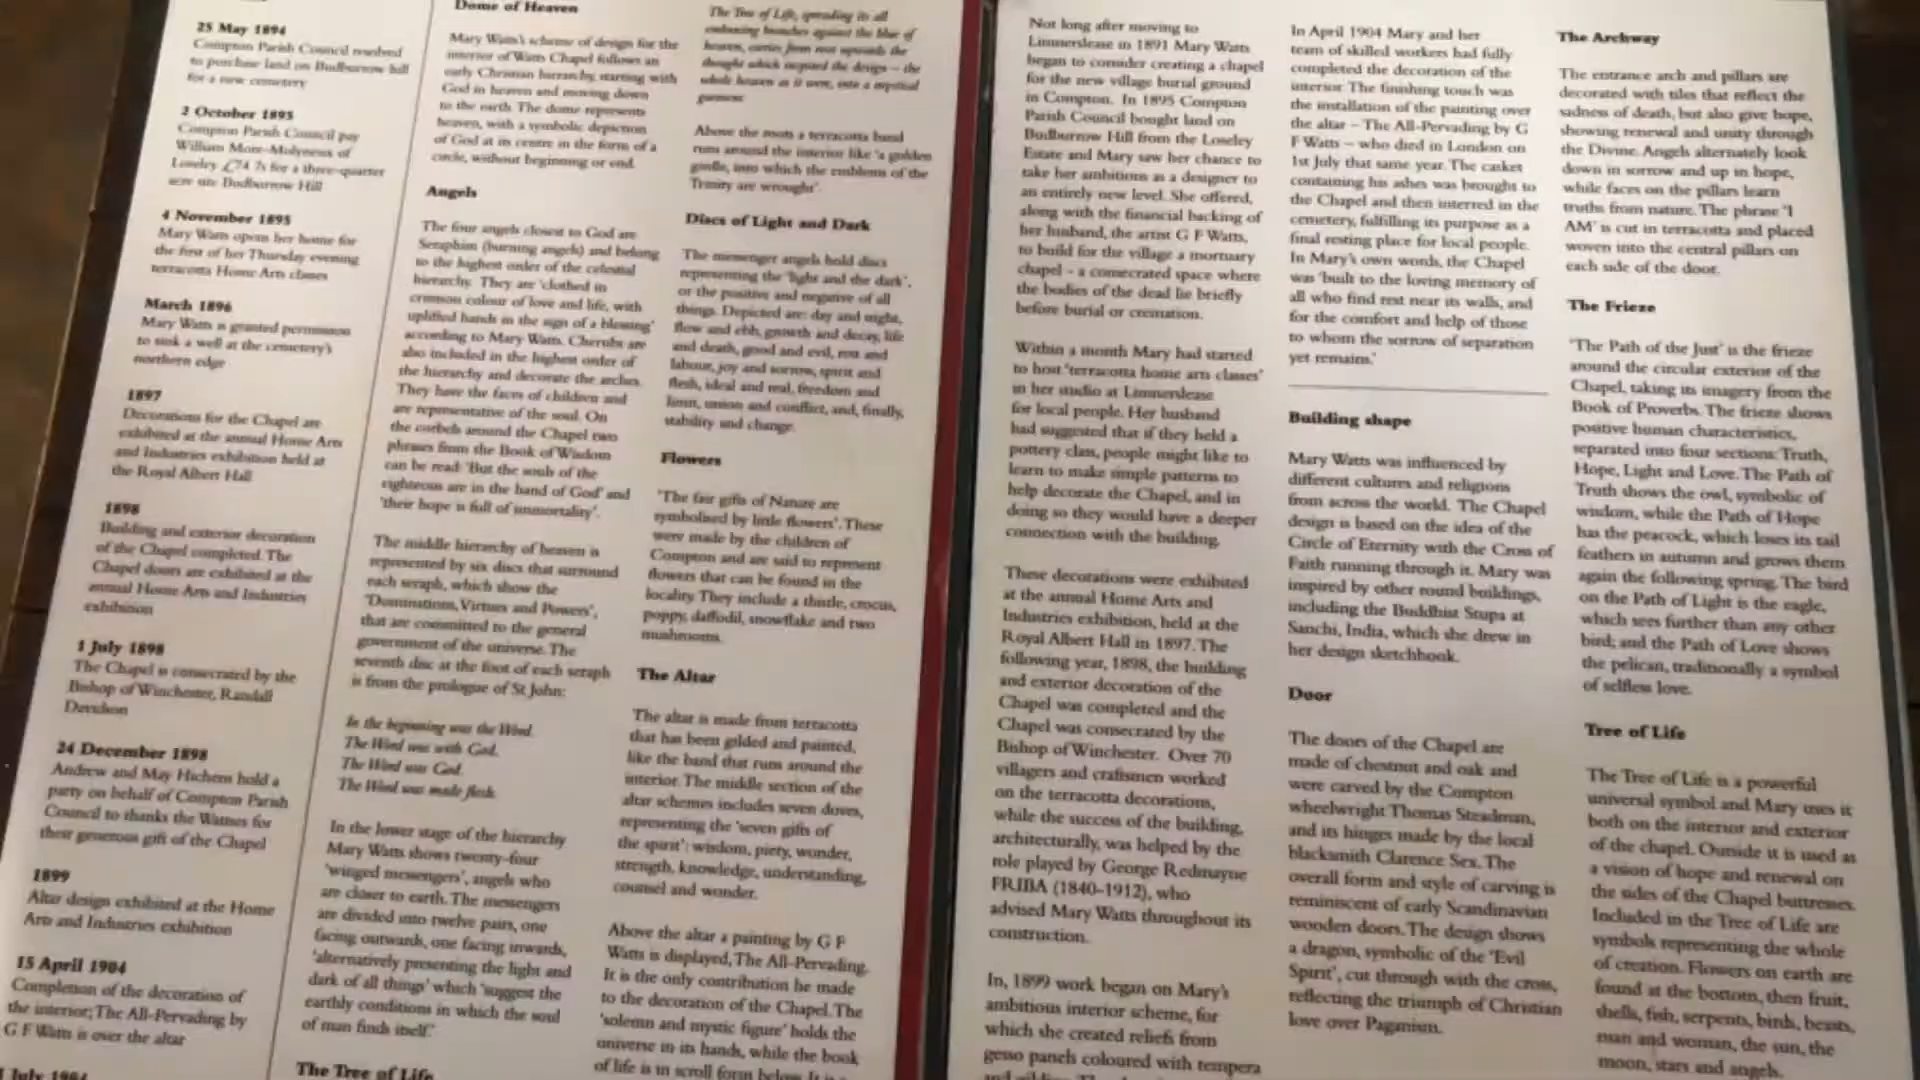 25 May 1894
Compton Parish Council resolved
to purchase land on Budburrow hill
for a new cemetery
2 October 1895
Compton Parish Council pay
William More-Molyneux of
Loseley £74 7s for a three-quarter
acre site Budburrow Hill
4 November 1895
Mary Watts opens her home for
the first of her Thursday evening
terracotta Home Arts classes
March 1896
Mary Watts is granted permission
to sink a well at the cemetery's
northern edge
1897
Decorations for the Chapel are
exhibited at the annual Home Arts
and Industries exhibition held at
the Royal Albert Hall
1898
Building and exterior decoration
of the Chapel completed. The
Chapel doors are exhibited at the
annual Home Arts and Industries
exhibition
1 July 1898
The Chapel is consecrated by the
Bishop of Winchester, Randall
Davidson
24 December 1898
Andrew and May Hichens hold a
party on behalf of Compton Parish
Council to thanks the Wattses for
their generous gift of the Chapel
1899
Altar design exhibited at the Home
Arts and Industries exhibition
15 April 1904
Completion of the decoration of
the interior; The All-Pervading by
G F Watts is over the altar
1 July 1904
Dome of Heaven
Mary Watts's scheme of design for the
interior of Watts Chapel follows an
early Christian hierarchy, starting with
God in heaven and moving down
to the earth. The dome represents
heaven, with a symbolic depiction
of God at its centre in the form of a
circle, without beginning or end.
Angels
The four angels closest to God are
Seraphim (burning angels) and belong
to the highest order of the celestial
hierarchy. They are 'clothed in
crimson colour of love and life, with
uplifted hands in the sign of a blessing'
according to Mary Watts. Cherubs are
also included in the highest order of
the hierarchy and decorate the arches.
They have the faces of children and
are representative of the soul. On
the corbels around the Chapel two
phrases from the Book of Wisdom
can be read: 'But the souls of the
righteous are in the hand of God' and
'their hope is full of immortality'.
The middle hierarchy of heaven is
represented by six discs that surround
each seraph, which show the
'Dominations, Virtues and Powers',
that are committed to the general
government of the universe. The
seventh disc at the foot of each seraph
is from the prologue of St John:
In the beginning was the Word.
The Word was with God.
The Word was God.
The Word was made flesh.
In the lower stage of the hierarchy
Mary Watts shows twenty-four
'winged messengers', angels who
are closer to earth. The messengers
are divided into twelve pairs, one
facing outwards, one facing inwards,
'alternatively presenting the light and
dark of all things' which 'suggest the
earthly conditions in which the soul
of man finds itself.'
The Tree of Life
The Tree of Life, spreading its all
embracing branches against the blue of
heaven, carries from root upwards the
thought which inspired the design – the
whole heaven as it were, into a mystical
garment.
Above the roots a terracotta band
runs around the interior like 'a golden
girdle, into which the emblems of the
Trinity are wrought'.
Discs of Light and Dark
The messenger angels hold discs
representing the 'light and the dark',
or the positive and negative of all
things. Depicted are: day and night,
flow and ebb, growth and decay, life
and death, good and evil, rest and
labour, joy and sorrow, spirit and
flesh, ideal and real, freedom and
limit, union and conflict, and, finally,
stability and change.
Flowers
'The fair gifts of Nature are
symbolised by little flowers'. These
were made by the children of
Compton and are said to represent
flowers that can be found in the
locality. They include a thistle, crocus,
poppy, daffodil, snowflake and two
mushrooms.
The Altar
The altar is made from terracotta
that has been gilded and painted,
like the band that runs around the
interior. The middle section of the
altar schemes includes seven doves,
representing the 'seven gifts of
the spirit': wisdom, piety, wonder,
strength, knowledge, understanding,
counsel and wonder.
Above the altar a painting by G F
Watts is displayed, The All-Pervading.
It is the only contribution he made
to the decoration of the Chapel. The
'solemn and mystic figure' holds the
universe in its hands, while the book
of life is in scroll form below. It is
Not long after moving to
Limnerslease in 1891 Mary Watts
began to consider creating a chapel
for the new village burial ground
in Compton. In 1895 Compton
Parish Council bought land on
Budburrow Hill from the Loseley
Estate and Mary saw her chance to
take her ambitions as a designer to
an entirely new level. She offered,
along with the financial backing of
her husband, the artist G F Watts,
to build for the village a mortuary
chapel - a consecrated space where
the bodies of the dead lie briefly
before burial or cremation.
Within a month Mary had started
to host 'terracotta home arts classes'
in her studio at Limnerslease
for local people. Her husband
had suggested that if they held a
pottery class, people might like to
learn to make simple patterns to
help decorate the Chapel, and in
doing so they would have a deeper
connection with the building.
These decorations were exhibited
at the annual Home Arts and
Industries exhibition, held at the
Royal Albert Hall in 1897. The
following year, 1898, the building
and exterior decoration of the
Chapel was completed and the
Chapel was consecrated by the
Bishop of Winchester. Over 70
villagers and craftsmen worked
on the terracotta decorations,
while the success of the building,
architecturally, was helped by the
role played by George Redmayne
FRIBA (1840-1912), who
advised Mary Watts throughout its
construction.
In, 1899 work began on Mary's
ambitious interior scheme, for
which she created reliefs from
gesso panels coloured with tempera
In April 1904 Mary and her
team of skilled workers had fully
completed the decoration of the
interior. The finishing touch was
the installation of the painting over
the altar – The All-Pervading by G
F Watts – who died in London on
1st July that same year. The casket
containing his ashes was brought to
the Chapel and then interred in the
cemetery, fulfilling its purpose as a
final resting place for local people.
In Mary's own words, the Chapel
was 'built to the loving memory of
all who find rest near its walls, and
for the comfort and help of those
to whom the sorrow of separation
yet remains.'
Building shape
Mary Watts was influenced by
different cultures and religions
from across the world. The Chapel
design is based on the idea of the
Circle of Eternity with the Cross of
Faith running through it. Mary was
inspired by other round buildings,
including the Buddhist Stupa at
Sanchi, India, which she drew in
her design sketchbook.
Door
The doors of the Chapel are
made of chestnut and oak and
were carved by the Compton
wheelwright Thomas Steadman,
and its hinges made by the local
blacksmith Clarence Sex. The
overall form and style of carving is
reminiscent of early Scandinavian
wooden doors. The design shows
a dragon, symbolic of the 'Evil
Spirit', cut through with the cross,
reflecting the triumph of Christian
love over Paganism.
The Archway
The entrance arch and pillars are
decorated with tiles that reflect the
sadness of death, but also give hope,
showing renewal and unity through
the Divine. Angels alternately look
down in sorrow and up in hope,
while faces on the pillars learn
truths from nature. The phrase 'I
AM' is cut in terracotta and placed
woven into the central pillars on
each side of the door.
The Frieze
'The Path of the Just' is the frieze
around the circular exterior of the
Chapel, taking its imagery from the
Book of Proverbs. The frieze shows
positive human characteristics,
separated into four sections: Truth,
Hope, Light and Love. The Path of
Truth shows the owl, symbolic of
wisdom, while the Path of Hope
has the peacock, which loses its tail
feathers in autumn and grows them
again the following spring. The bird
on the Path of Light is the eagle,
which sees further than any other
bird; and the Path of Love shows
the pelican, traditionally a symbol
of selfless love.
Tree of Life
The Tree of Life is a powerful
universal symbol and Mary uses it
both on the interior and exterior
of the chapel. Outside it is used as
a vision of hope and renewal on
the sides of the Chapel buttresses.
Included in the Tree of Life are
symbols representing the whole
of creation. Flowers on earth are
found at the bottom, then fruit,
shells, fish, serpents, birds, beasts,
man and woman, the sun, the
moon, stars and angels.